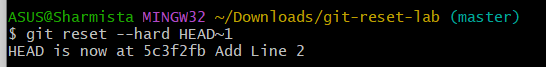 ASUS@Sharmista MINGW32 ~/Downloads/git-reset-lab (master)
$ git reset --hard HEAD~1
HEAD is now at 5c3f2fb Add Line 2